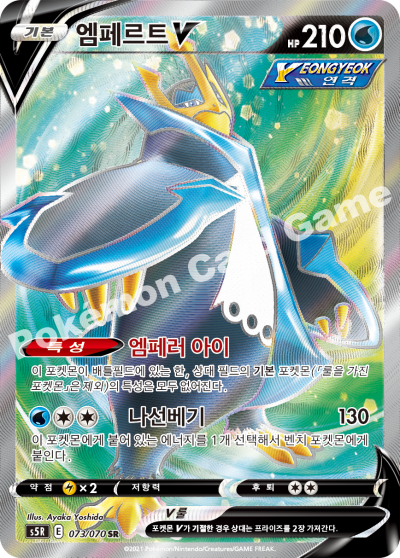 기본 엠페르트 V HP 210
YEONGYEOK
연격
Pokémon Card Game
특성 엠페러 아이
이 포켓몬이 배틀필드에 있는 한, 상대 필드의 기본 포켓몬(「룰을 가진
포켓몬」은 제외)의 특성은 모두 없어진다.
나선베기 130
이 포켓몬에게 붙어 있는 에너지를 1개 선택해서 벤치 포켓몬에게
붙인다.
약점 ×2 저항력 후퇴
Illus. Ayaka Yoshida
s5R E 073/070 SR
V룰
포켓몬 V가 기절한 경우 상대는 프라이즈를 2장 가져간다.
©2021 Pokémon/Nintendo/Creatures/GAME FREAK.